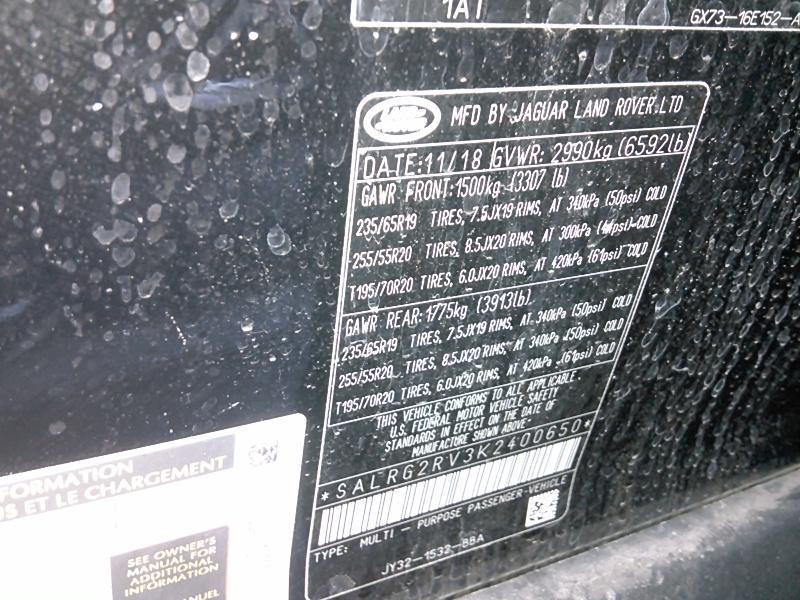 1AT
GX73-16E152-A
LAND ROVER
MFD BY JAGUAR LAND ROVER LTD
DATE:11/18 GVWR: 2990kg (6592lb)
GAWR FRONT:1500kg (3307 lb)
235/65R19 TIRES, 7.5JX19 RIMS, AT 340kPa (50psi) COLD
255/55R20 TIRES, 8.5JX20 RIMS, AT 300kPa (44psi) COLD
T195/70R20 TIRES, 6.0JX20 RIMS, AT 420kPa (61psi) COLD
GAWR REAR:1775kg (3913lb)
235/65R19 TIRES, 7.5JX19 RIMS, AT 340kPa (50psi) COLD
255/55R20 TIRES, 8.5JX20 RIMS, AT 340kPa (50psi) COLD
T195/70R20 TIRES, 6.0JX20 RIMS, AT 420kPa (61psi) COLD
THIS VEHICLE CONFORMS TO ALL APPLICABLE
U.S. FEDERAL MOTOR VEHICLE SAFETY
STANDARDS IN EFFECT ON THE DATE OF
MANUFACTURE SHOWN ABOVE
*SALRG2RV3K2400650*
TYPE: MULTI - PURPOSE PASSENGER-VEHICLE
JY32-1532-BBA
FORMATION
S ET LE CHARGEMENT
SEE OWNER'S
MANUAL FOR
ADDITIONAL
INFORMATION
NUEL